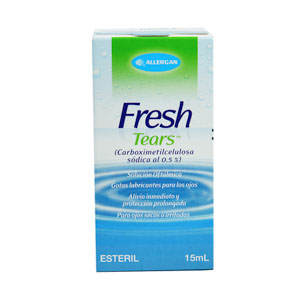 ALLERGAN
Fresh
Tears™
(Carboximetilcelulosa
sódica al 0.5%)
Solución Oftálmica
Gotas lubricantes para los ojos
Alivio inmediato y
protección prolongada
Para ojos secos o irritados
ESTERIL 15mL